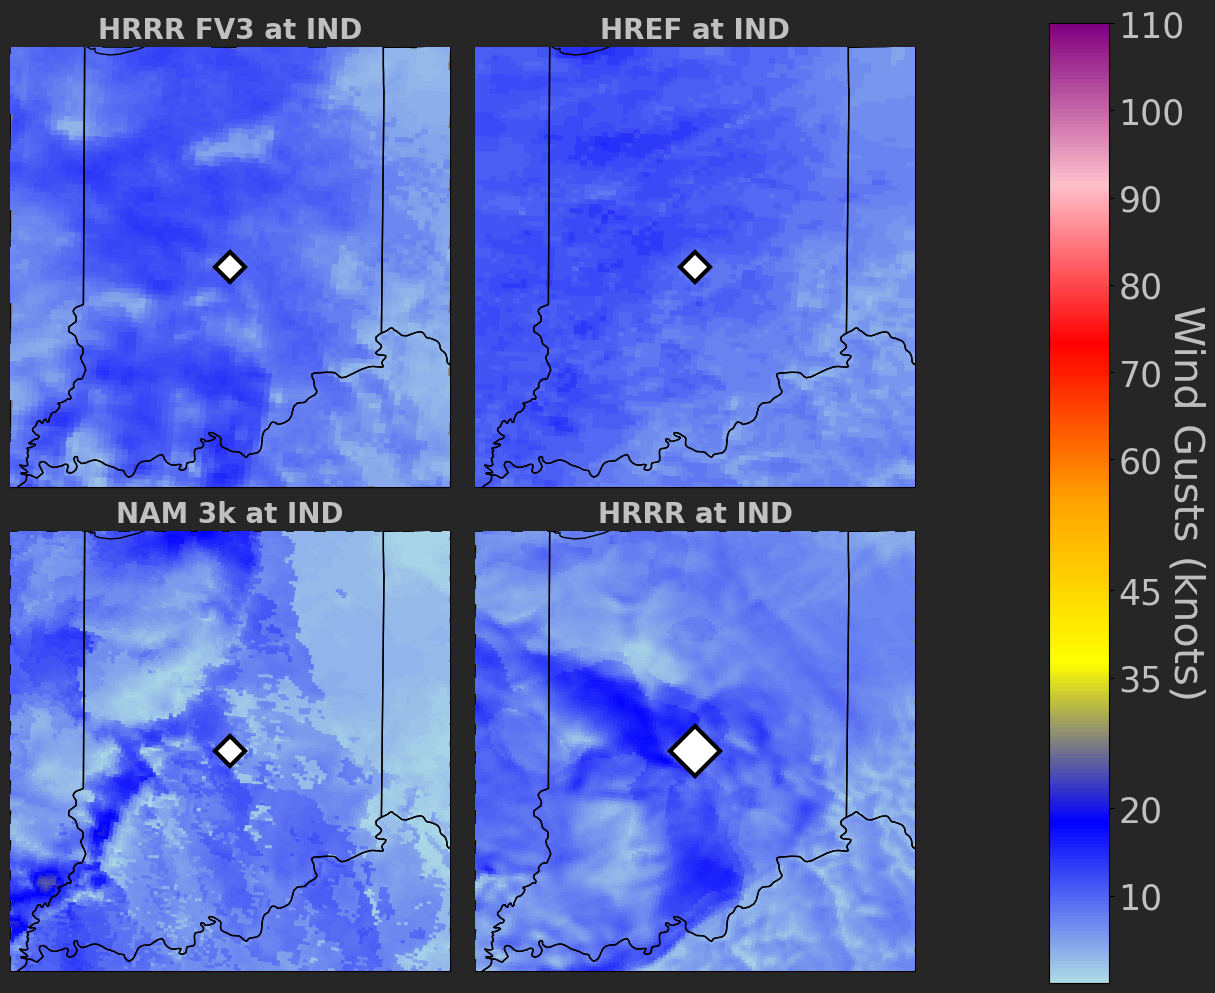 HRRR FV3 at IND
HREF at IND
NAM 3k at IND
HRRR at IND
110
100
90
80
70
60
45
35
20
10
Wind Gusts (knots)